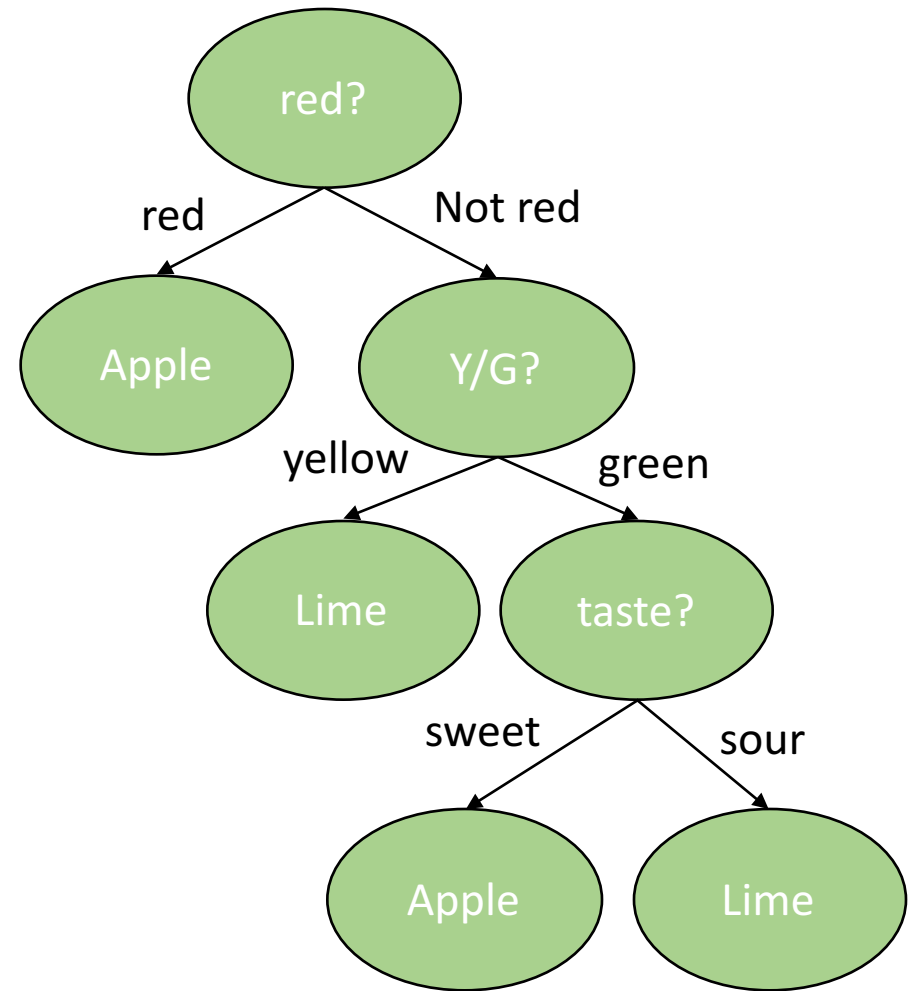 red?
red
Not red
Apple
Y/G?
yellow
green
Lime
taste?
sweet
sour
Apple
Lime